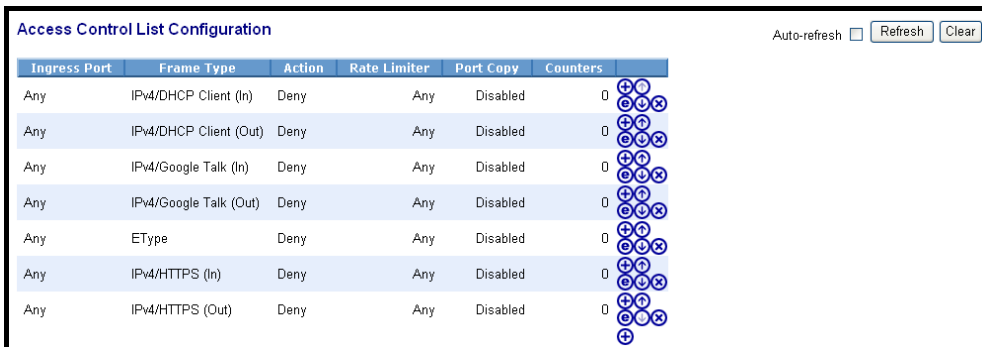 Access Control List Configuration
Auto-refresh Refresh Clear
Ingress Port Frame Type Action Rate Limiter Port Copy Counters
Any IPv4/DHCP Client (In) Deny Any Disabled 0
Any IPv4/DHCP Client (Out) Deny Any Disabled 0
Any IPv4/Google Talk (In) Deny Any Disabled 0
Any IPv4/Google Talk (Out) Deny Any Disabled 0
Any EType Deny Any Disabled 0
Any IPv4/HTTPS (In) Deny Any Disabled 0
Any IPv4/HTTPS (Out) Deny Any Disabled 0